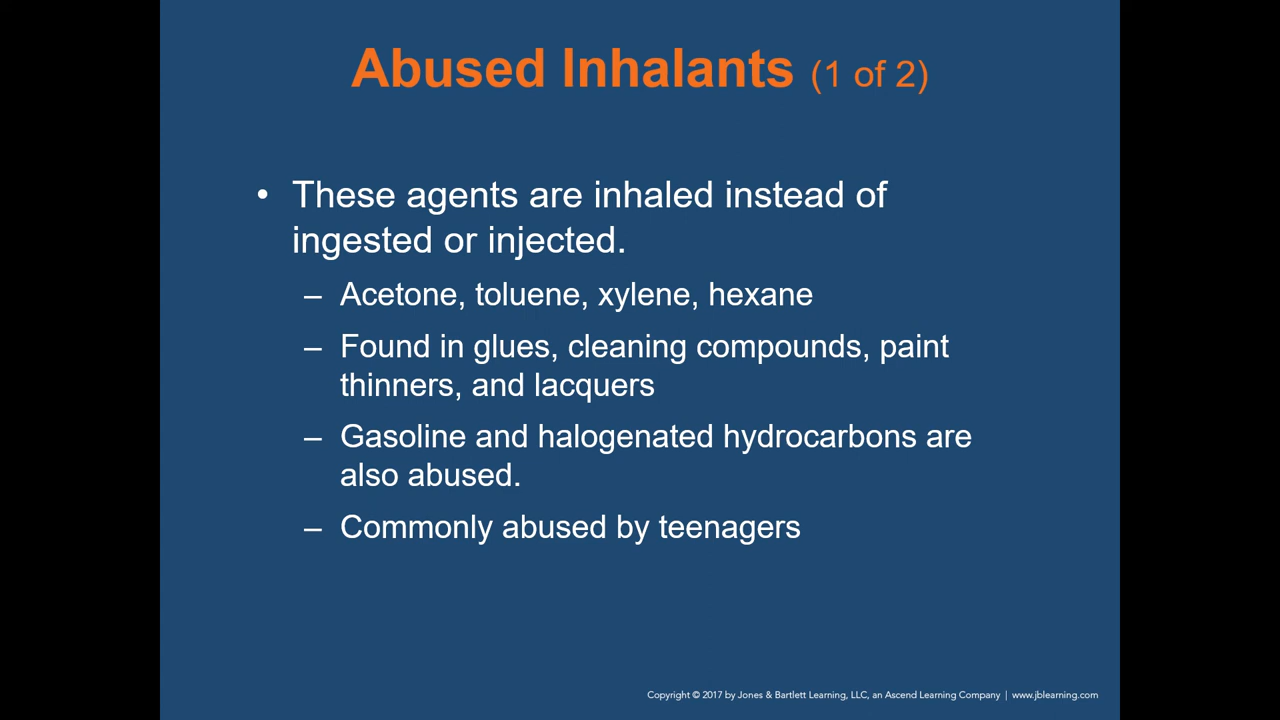 Abused Inhalants (1 of 2)
• These agents are inhaled instead of
ingested or injected.
– Acetone, toluene, xylene, hexane
– Found in glues, cleaning compounds, paint
thinners, and lacquers
– Gasoline and halogenated hydrocarbons are
also abused.
– Commonly abused by teenagers
Copyright © 2017 by Jones & Bartlett Learning, LLC, an Ascend Learning Company | www.jblearning.com